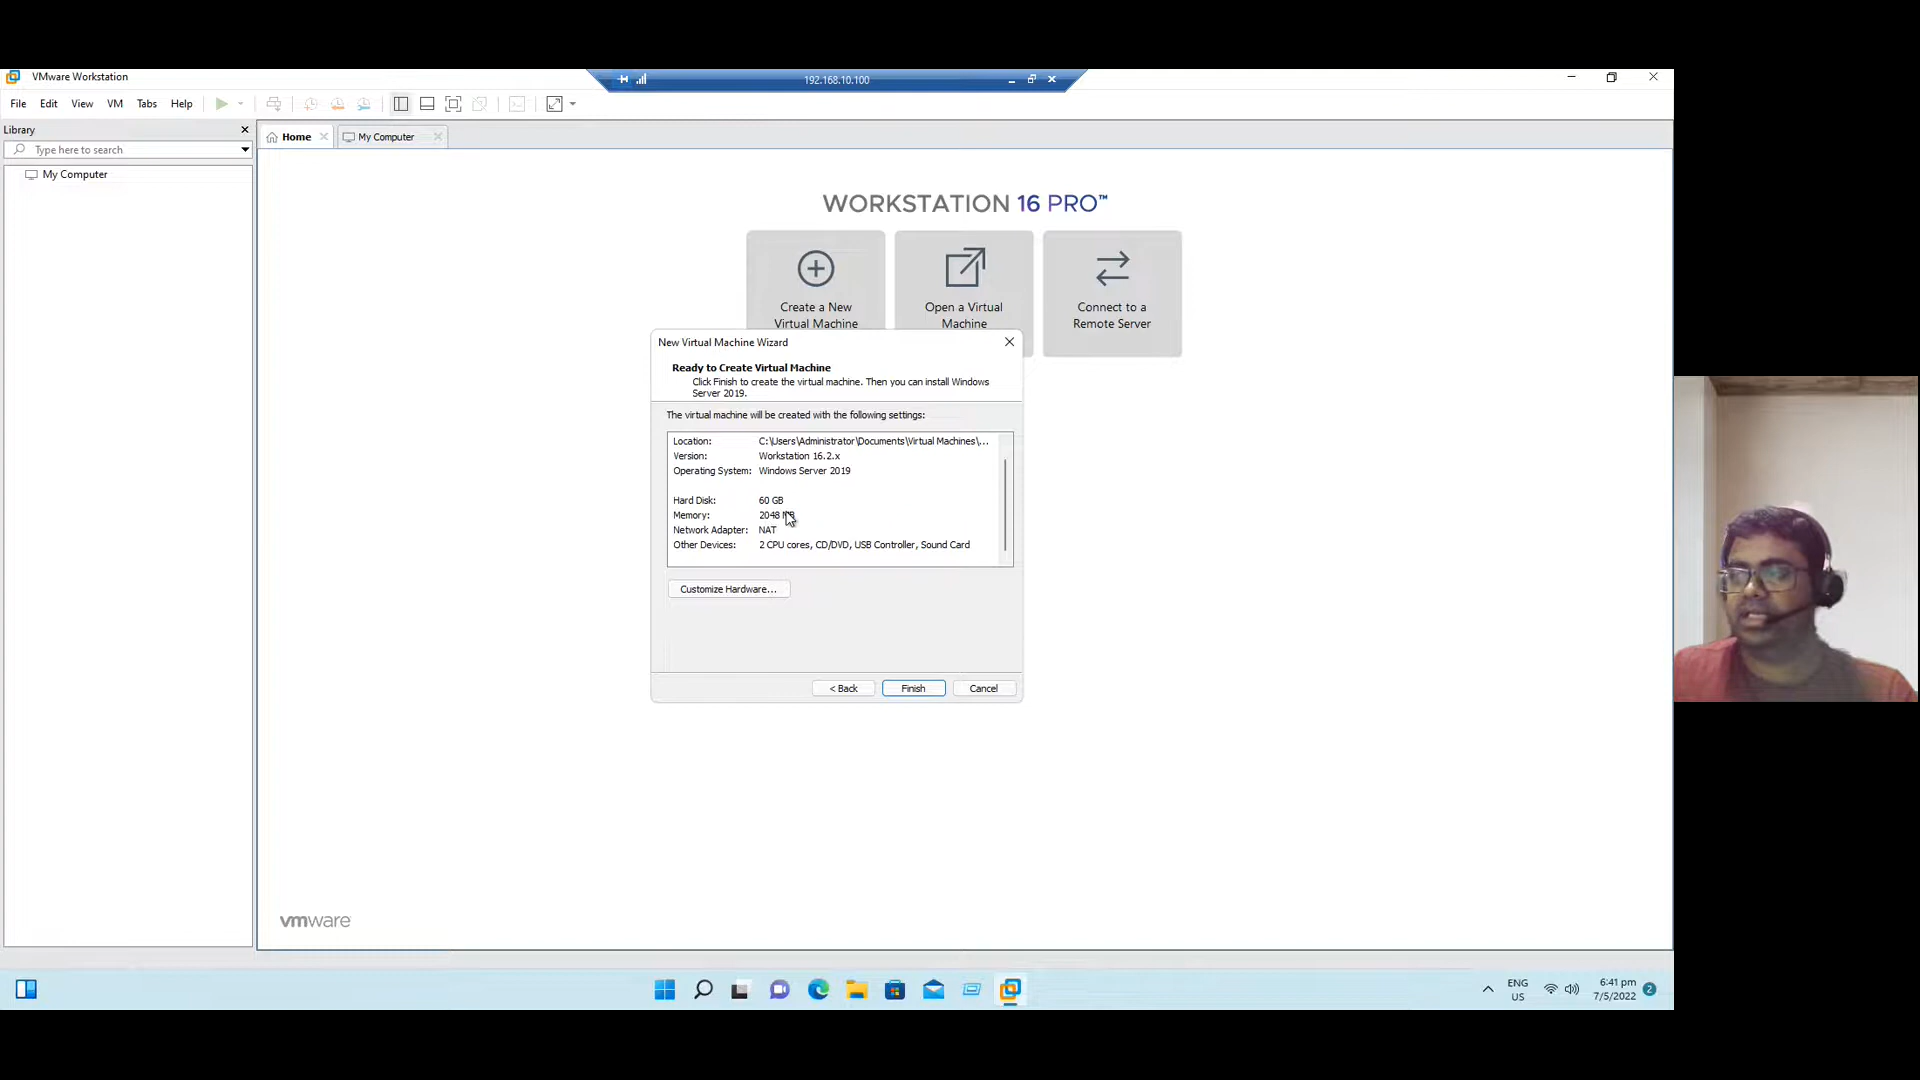 VMware Workstation
192.168.10.100
File Edit View VM Tabs Help
Library
Type here to search
My Computer
Home
My Computer
WORKSTATION 16 PRO™
Create a New
Virtual Machine
Open a Virtual
Machine
Connect to a
Remote Server
New Virtual Machine Wizard
Ready to Create Virtual Machine
Click Finish to create the virtual machine. Then you can install Windows
Server 2019.
The virtual machine will be created with the following settings:
Location: C:\Users\Administrator\Documents\Virtual Machines\...
Version: Workstation 16.2.x
Operating System: Windows Server 2019
Hard Disk: 60 GB
Memory: 2048 MB
Network Adapter: NAT
Other Devices: 2 CPU cores, CD/DVD, USB Controller, Sound Card
Customize Hardware...
< Back Finish Cancel
vmware
ENG
US
6:41 pm
7/5/2022
2